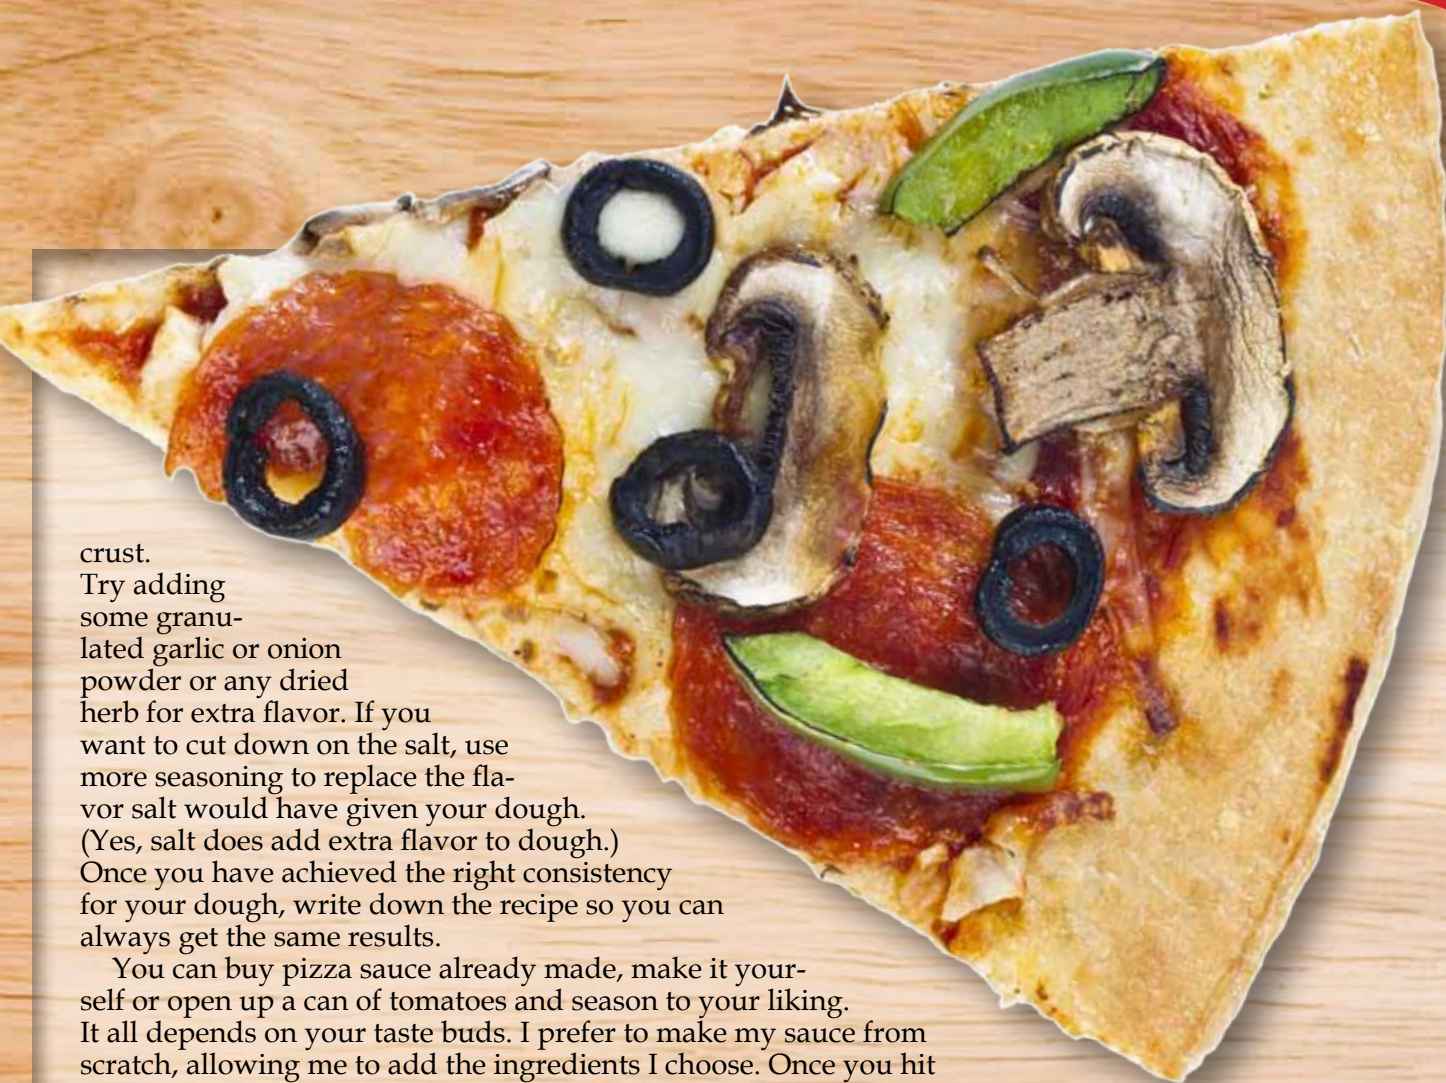 crust.
Try adding
some granu-
lated garlic or onion
powder or any dried
herb for extra flavor. If you
want to cut down on the salt, use
more seasoning to replace the fla-
vor salt would have given your dough.
(Yes, salt does add extra flavor to dough.)
Once you have achieved the right consistency
for your dough, write down the recipe so you can
always get the same results.
You can buy pizza sauce already made, make it your-
self or open up a can of tomatoes and season to your liking.
It all depends on your taste buds. I prefer to make my sauce from
scratch, allowing me to add the ingredients I choose. Once you hit